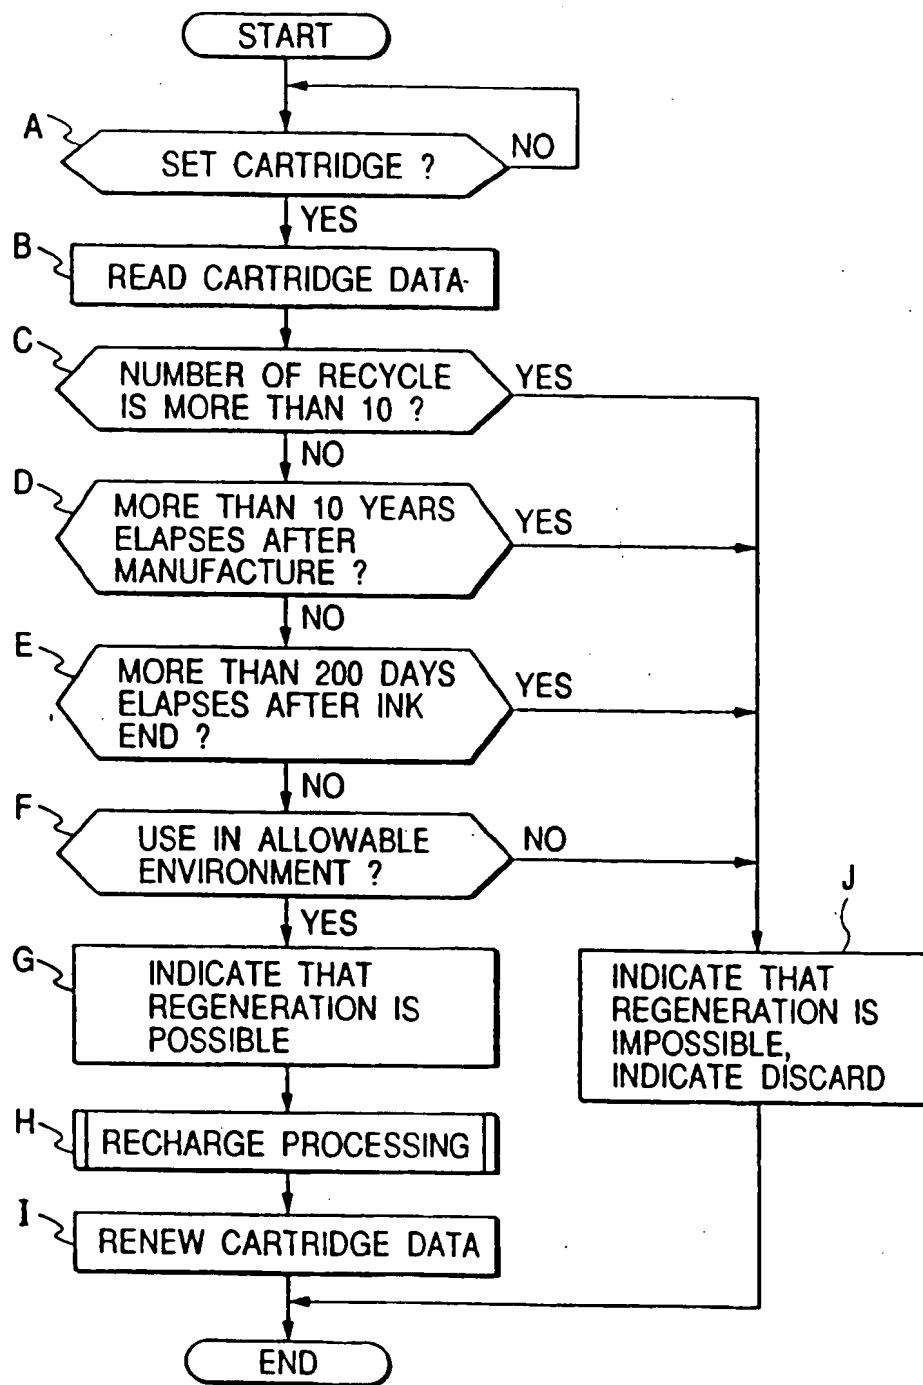 START
A
SET CARTRIDGE ?
NO
YES
B
READ CARTRIDGE DATA
C
NUMBER OF RECYCLE
IS MORE THAN 10 ?
YES
NO
D
MORE THAN 10 YEARS
ELAPSES AFTER
MANUFACTURE ?
YES
NO
E
MORE THAN 200 DAYS
ELAPSES AFTER INK
END ?
YES
NO
F
USE IN ALLOWABLE
ENVIRONMENT ?
NO
YES
G
INDICATE THAT
REGENERATION IS
POSSIBLE
J
INDICATE THAT
REGENERATION IS
IMPOSSIBLE,
INDICATE DISCARD
H
RECHARGE PROCESSING
I
RENEW CARTRIDGE DATA
END